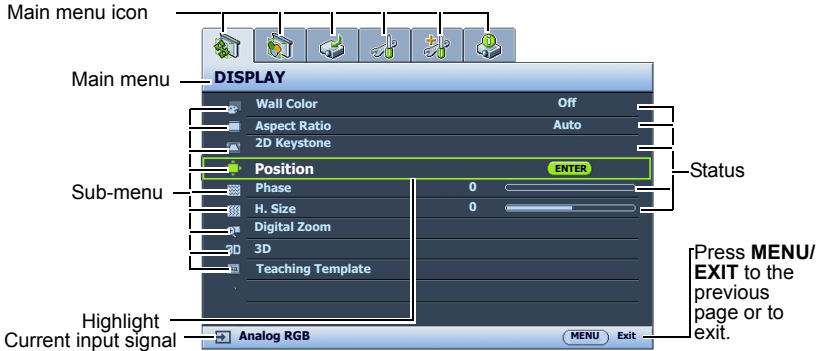 Main menu icon
Main menu
DISPLAY
Wall Color Off
Aspect Ratio Auto
2D Keystone
Position ENTER
Sub-menu
Status
Phase 0
H. Size 0
Digital Zoom
3D 3D
Teaching Template
Press MENU/
EXIT to the
previous
page or to
exit.
Highlight
Current input signal
Analog RGB
MENU Exit